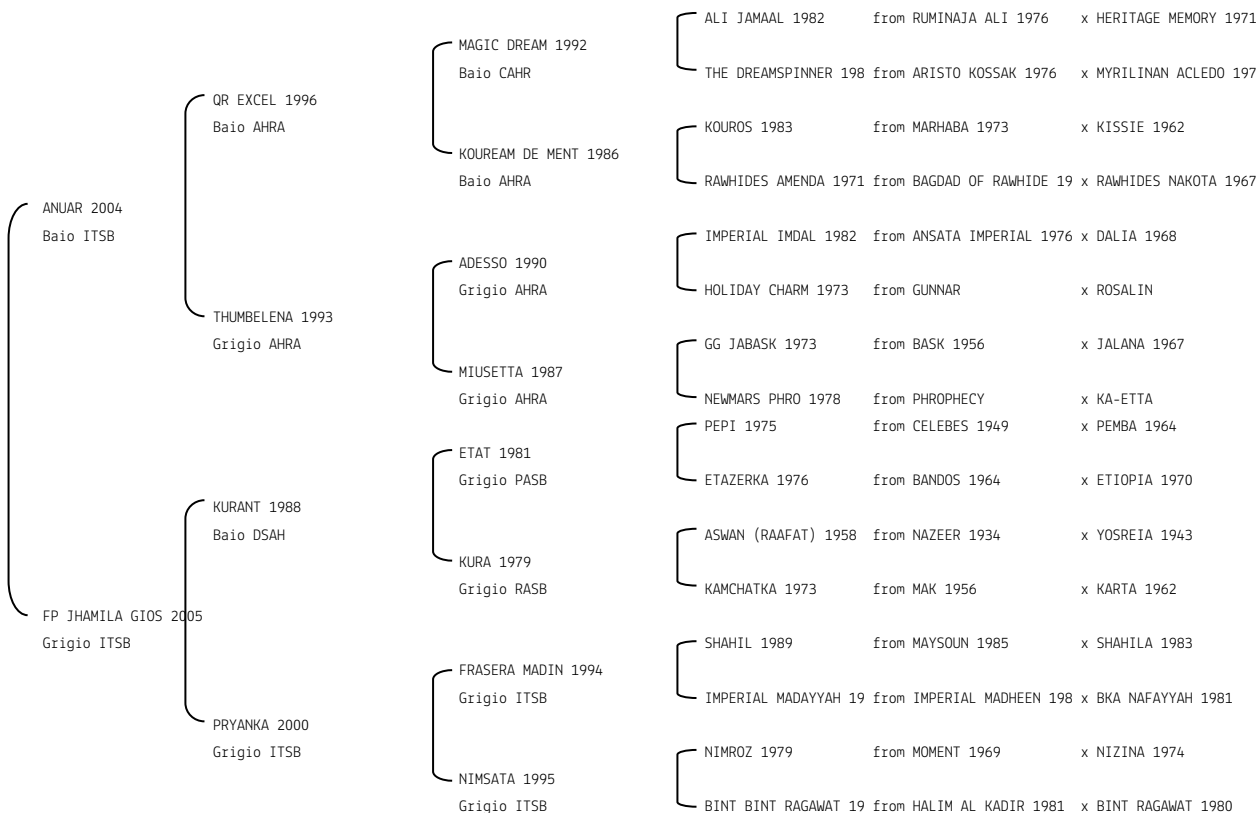 ALI JAMAAL 1982 from RUMINAJA ALI 1976 x HERITAGE MEMORY 1971
MAGIC DREAM 1992
Baio CAHR
THE DREAMSPINNER 198 from ARISTO KOSSAK 1976 x MYRILINAN ACLEDO 197
QR EXCEL 1996
Baio AHRA
KOUROS 1983 from MARHABA 1973 x KISSIE 1962
KOUREAM DE MENT 1986
Baio AHRA
RAWHIDES AMENDA 1971 from BAGDAD OF RAWHIDE 19 x RAWHIDES NAKOTA 1967
ANUAR 2004
Baio ITSB
IMPERIAL IMDAL 1982 from ANSATA IMPERIAL 1976 x DALIA 1968
ADESSO 1990
Grigio AHRA
HOLIDAY CHARM 1973 from GUNNAR x ROSALIN
THUMBELENA 1993
Grigio AHRA
GG JABASK 1973 from BASK 1956 x JALANA 1967
MIUSETTA 1987
Grigio AHRA
NEWMARS PHRO 1978 from PHROPHECY x KA-ETTA
PEPI 1975 from CELEBES 1949 x PEMBA 1964
ETAT 1981
Grigio PASB
ETAZERKA 1976 from BANDOS 1964 x ETIOPIA 1970
KURANT 1988
Baio DSAH
ASWAN (RAAFAT) 1958 from NAZEER 1934 x YOSREIA 1943
KURA 1979
Grigio RASB
KAMCHATKA 1973 from MAK 1956 x KARTA 1962
FP JHAMILA GIOS 2005
Grigio ITSB
SHAHIL 1989 from MAYSOUN 1985 x SHAHILA 1983
FRASERA MADIN 1994
Grigio ITSB
IMPERIAL MADAYYAH 19 from IMPERIAL MADHEEN 198 x BKA NAFAYYAH 1981
PRYANKA 2000
Grigio ITSB
NIMROZ 1979 from MOMENT 1969 x NIZINA 1974
NIMSATA 1995
Grigio ITSB
BINT BINT RAGAWAT 19 from HALIM AL KADIR 1981 x BINT RAGAWAT 1980